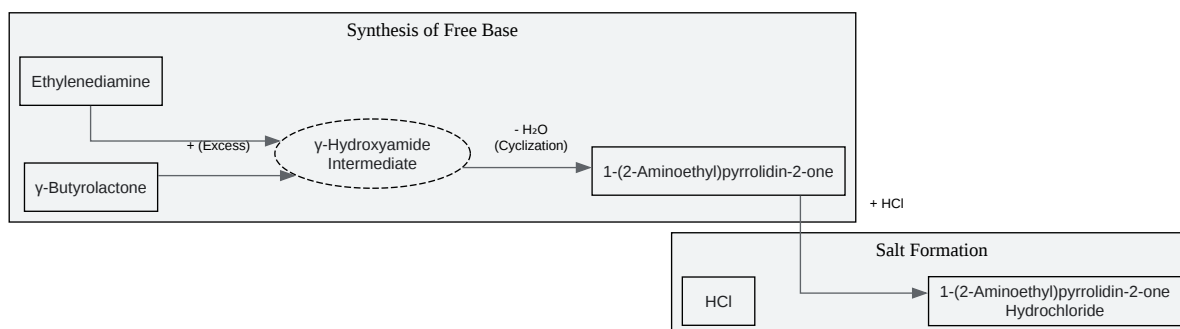 Synthesis of Free Base
Ethylenediamine
+ (Excess)
γ-Butyrolactone
γ-Hydroxyamide
Intermediate
- H₂O
(Cyclization)
1-(2-Aminoethyl)pyrrolidin-2-one
+ HCl
Salt Formation
HCl
1-(2-Aminoethyl)pyrrolidin-2-one
Hydrochloride